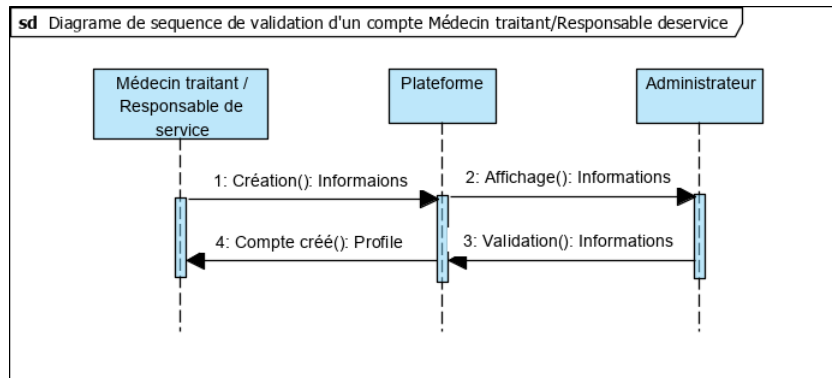 sd Diagrame de sequence de validation d'un compte Médecin traitant/Responsable deservice
Médecin traitant /
Responsable de
service
Plateforme
Administrateur
1: Création(): Informaions
2: Affichage(): Informations
4: Compte créé(): Profile
3: Validation(): Informations